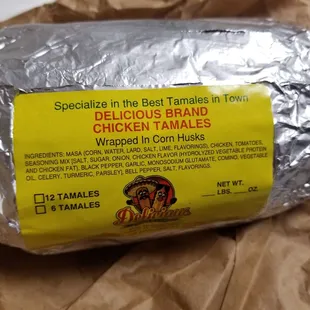 Specialize in the Best Tamales in Town
DELICIOUS BRAND
CHICKEN TAMALES
Wrapped In Corn Husks
INGREDIENTS: MASA (CORN, WATER, LARD, SALT, LIME, FLAVORING), CHICKEN, TOMATOES,
SEASONING MIX [SALT, SUGAR, ONION, CHICKEN FLAVOR (HYDROLYZED VEGETABLE PROTEIN
AND CHICKEN FAT), BLACK PEPPER, GARLIC, MONOSODIUM GLUTAMATE, COMINO, VEGETABLE
OIL, CELERY, TURMERIC, PARSLEY], BELL PEPPER, SALT, FLAVORINGS.
12 TAMALES
6 TAMALES
Delicious
NET WT.
LBS. OZ.